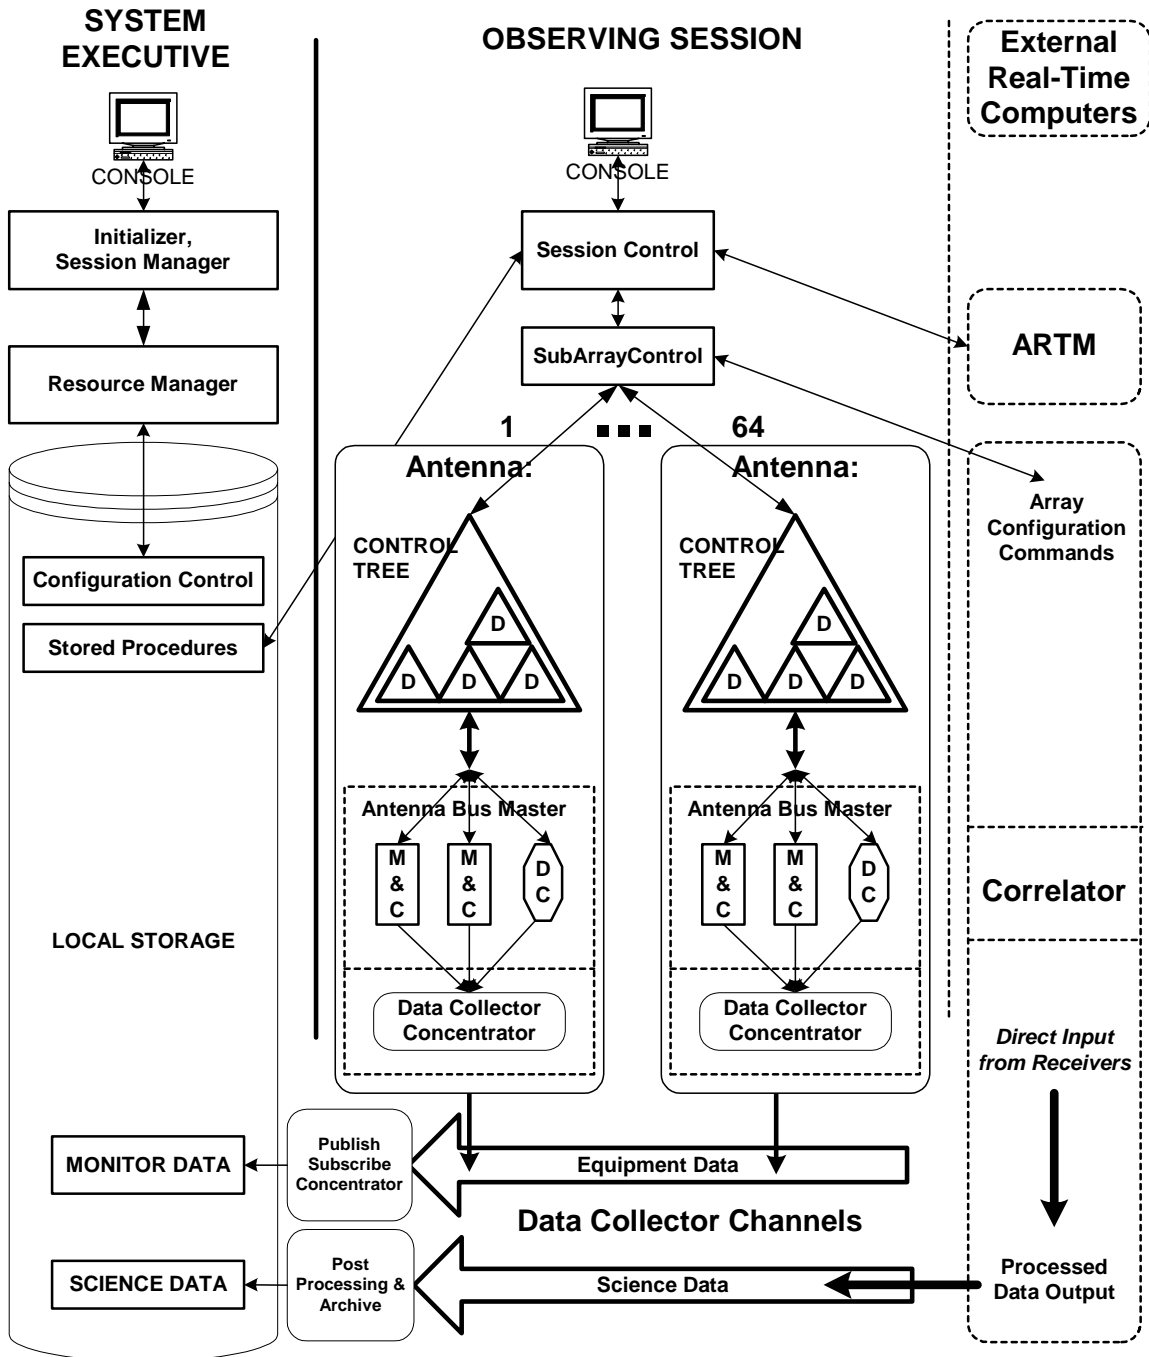 SYSTEM
EXECUTIVE
OBSERVING SESSION
External
Real-Time
Computers
CONSOLE
CONSOLE
Initializer,
Session Manager
Session Control
Resource Manager
SubArrayControl
ARTM
1
64
Antenna:
Antenna:
Array
Configuration
Commands
CONTROL
TREE
CONTROL
TREE
Configuration Control
Stored Procedures
D
D
D
D
D
D
D
D
Antenna Bus Master
M
&
C
M
&
C
D
C
Antenna Bus Master
M
&
C
M
&
C
D
C
Correlator
LOCAL STORAGE
Data Collector
Concentrator
Data Collector
Concentrator
Direct Input
from Receivers
MONITOR DATA
Publish
Subscribe
Concentrator
Equipment Data
Data Collector Channels
SCIENCE DATA
Post
Processing &
Archive
Science Data
Processed
Data Output